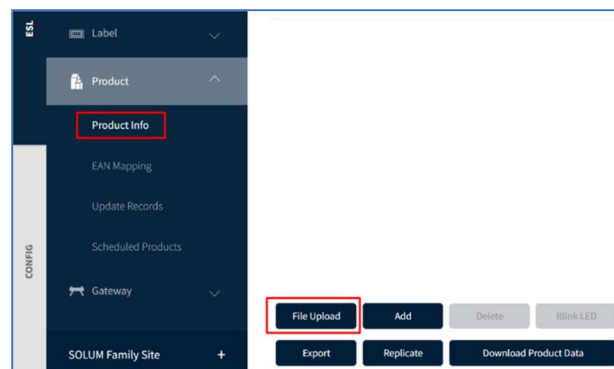 ESL
Label
Product
Product Info
EAN Mapping
Update Records
CONFIG
Scheduled Products
Gateway
File Upload Add Delete Blink LED
SOLUM Family Site +
Export Replicate Download Product Data